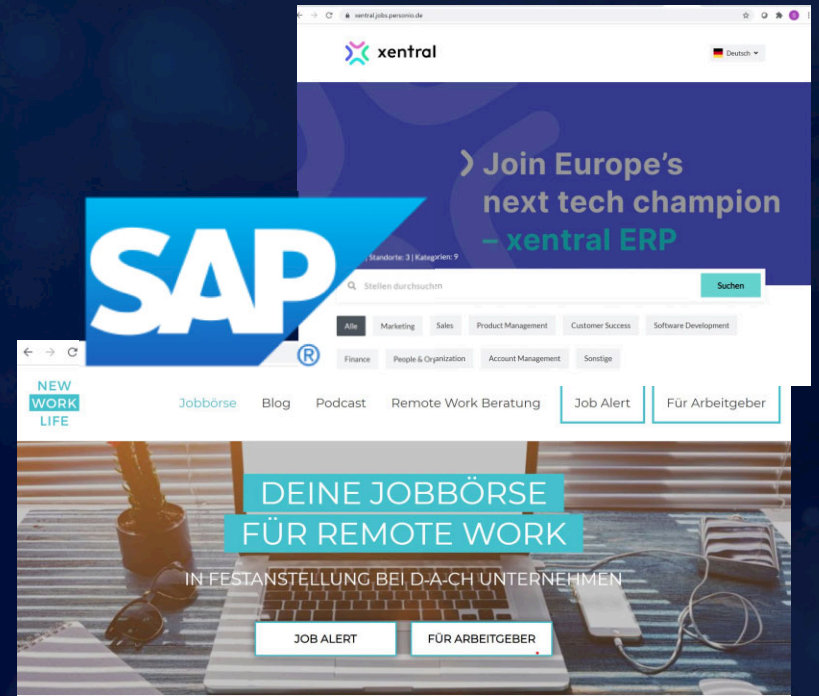 xentral.jobs.personio.de
xentral
Deutsch
Join Europe's
next tech champion
– xentral ERP
| Standorte: 3 | Kategorien: 9
Stellen durchsuchen
Suchen
Alle
Marketing
Sales
Product Management
Customer Success
Software Development
Finance
People & Organization
Account Management
Sonstige
SAP
®
NEW
WORK
LIFE
Jobbörse
Blog
Podcast
Remote Work Beratung
Job Alert
Für Arbeitgeber
DEINE JOBBÖRSE
FÜR REMOTE WORK
IN FESTANSTELLUNG BEI D-A-CH UNTERNEHMEN
JOB ALERT
FÜR ARBEITGEBER